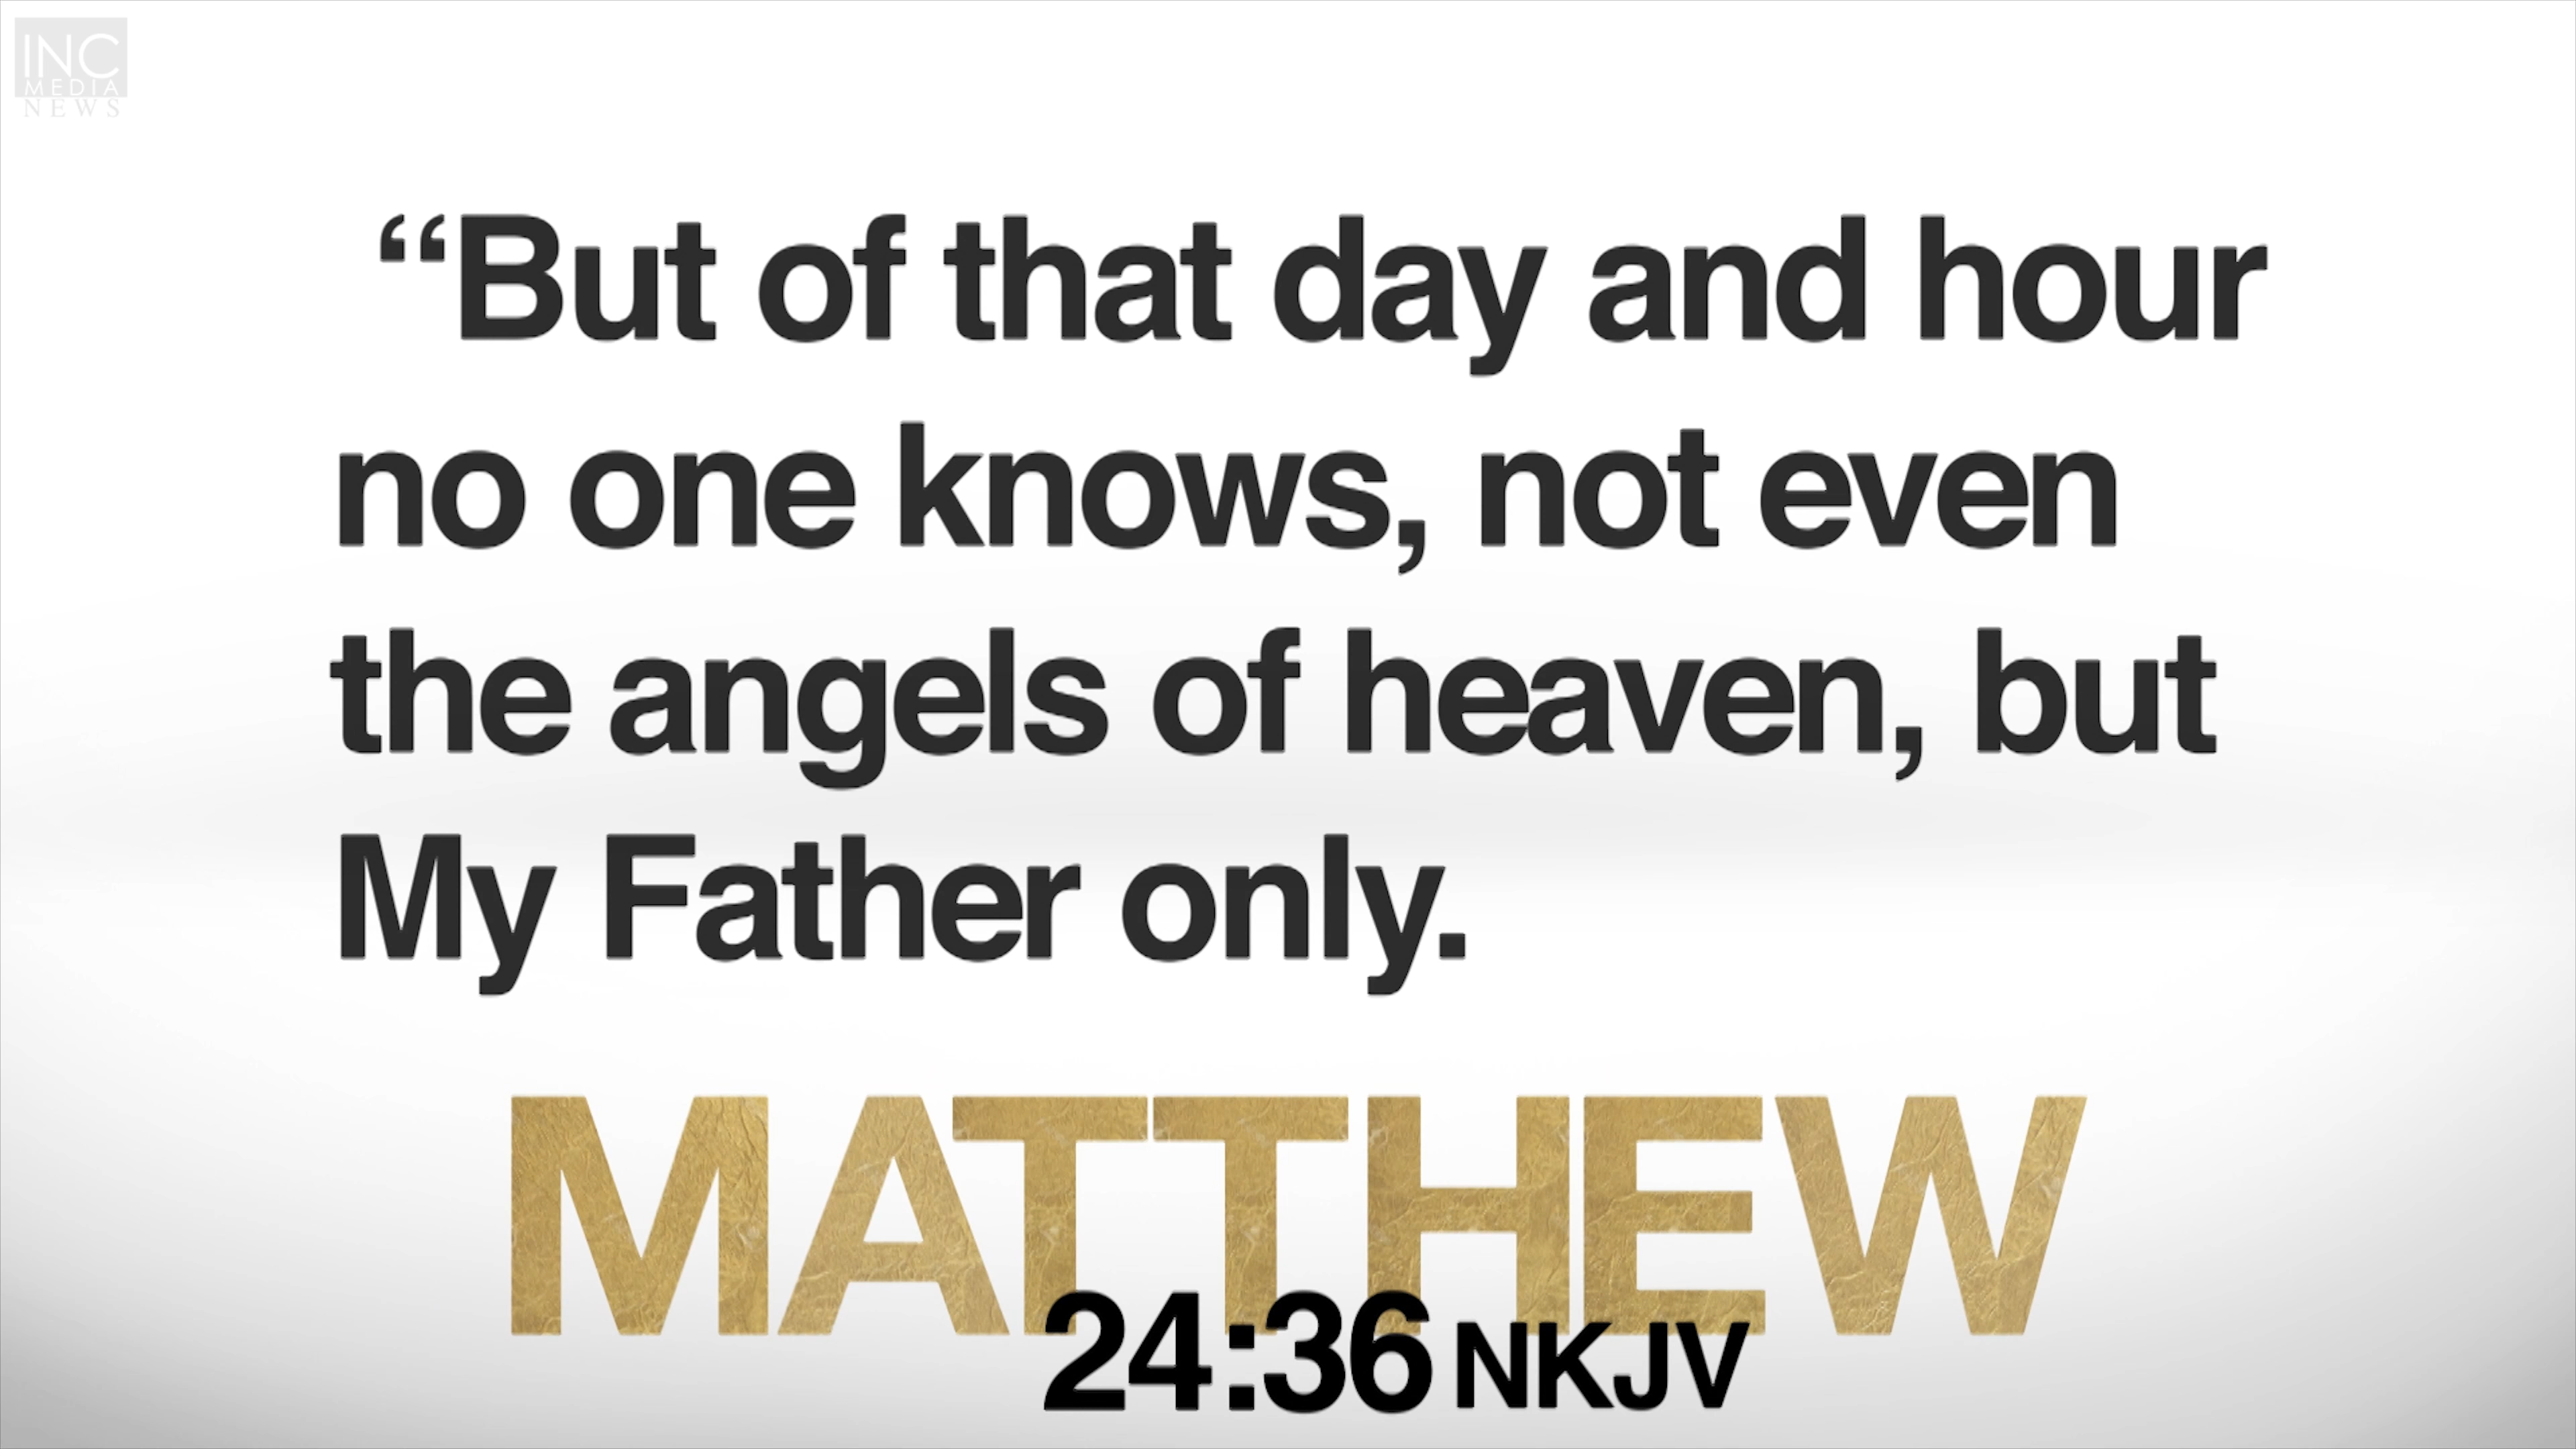 INC
MEDIA
NEWS
“But of that day and hour
no one knows, not even
the angels of heaven, but
My Father only.
MATTHEW
24:36 NKJV